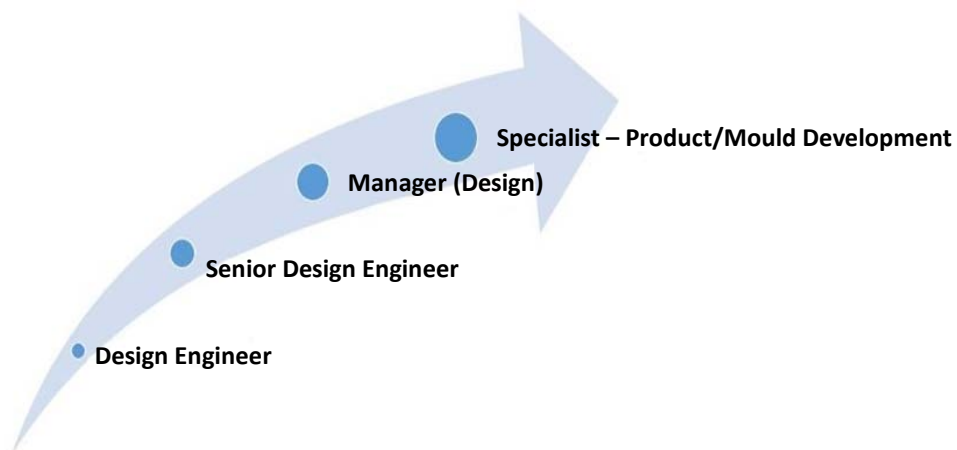 Specialist – Product/Mould Development
Manager (Design)
Senior Design Engineer
Design Engineer